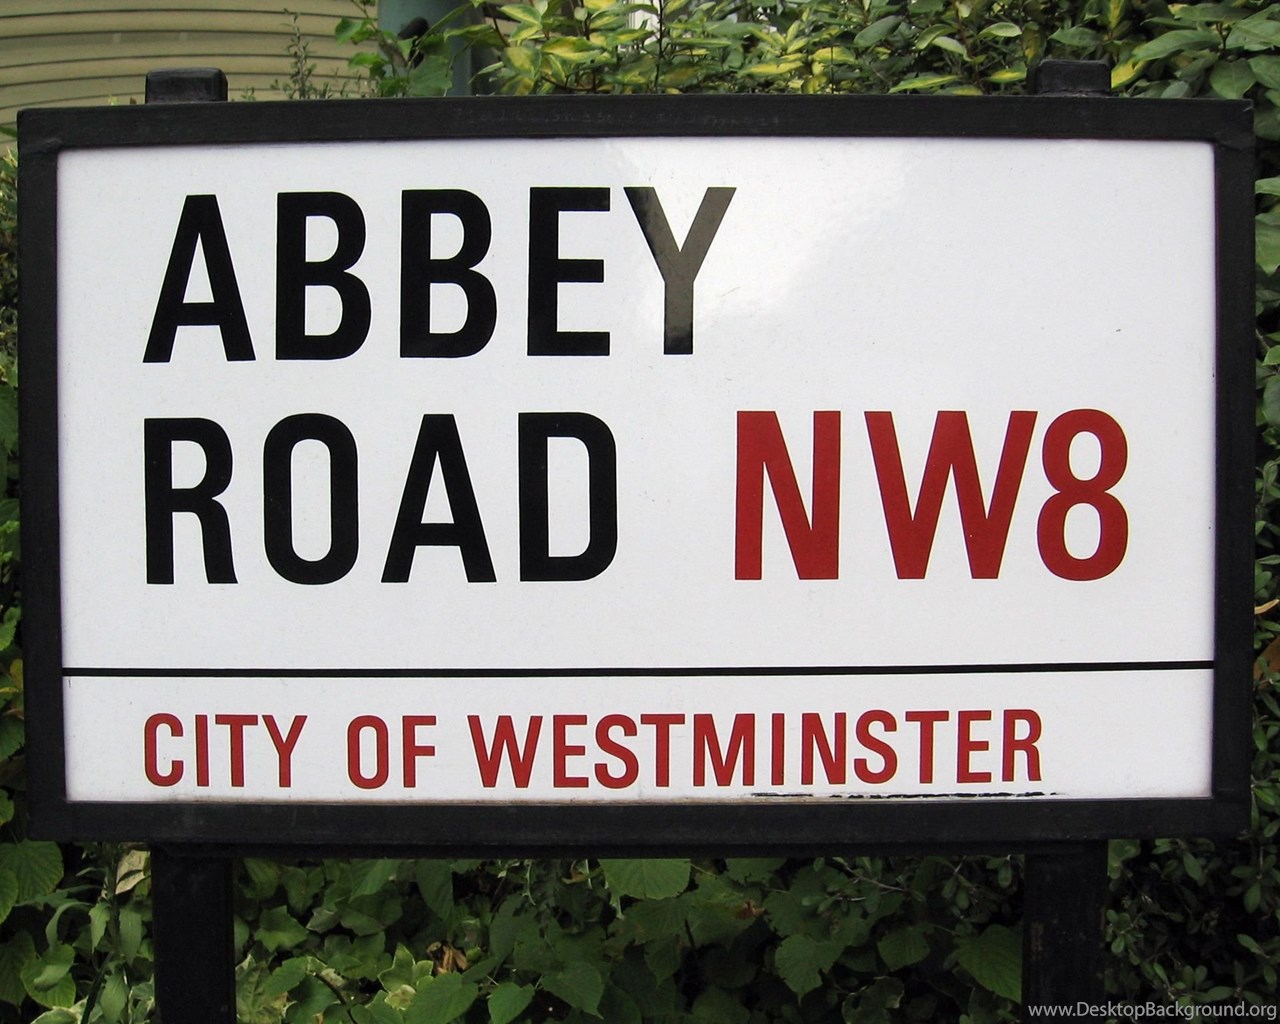 ABBEY
ROAD NW8
CITY OF WESTMINSTER
www.DesktopBackground.org